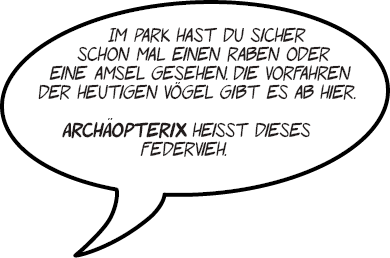 IM PARK HAST DU SICHER
SCHON MAL EINEN RABEN ODER
EINE AMSEL GESEHEN. DIE VORFAHREN
DER HEUTIGEN VÖGEL GIBT ES AB HIER.
ARCHÄOPTERIX HEISST DIESES
FEDERVIEH.